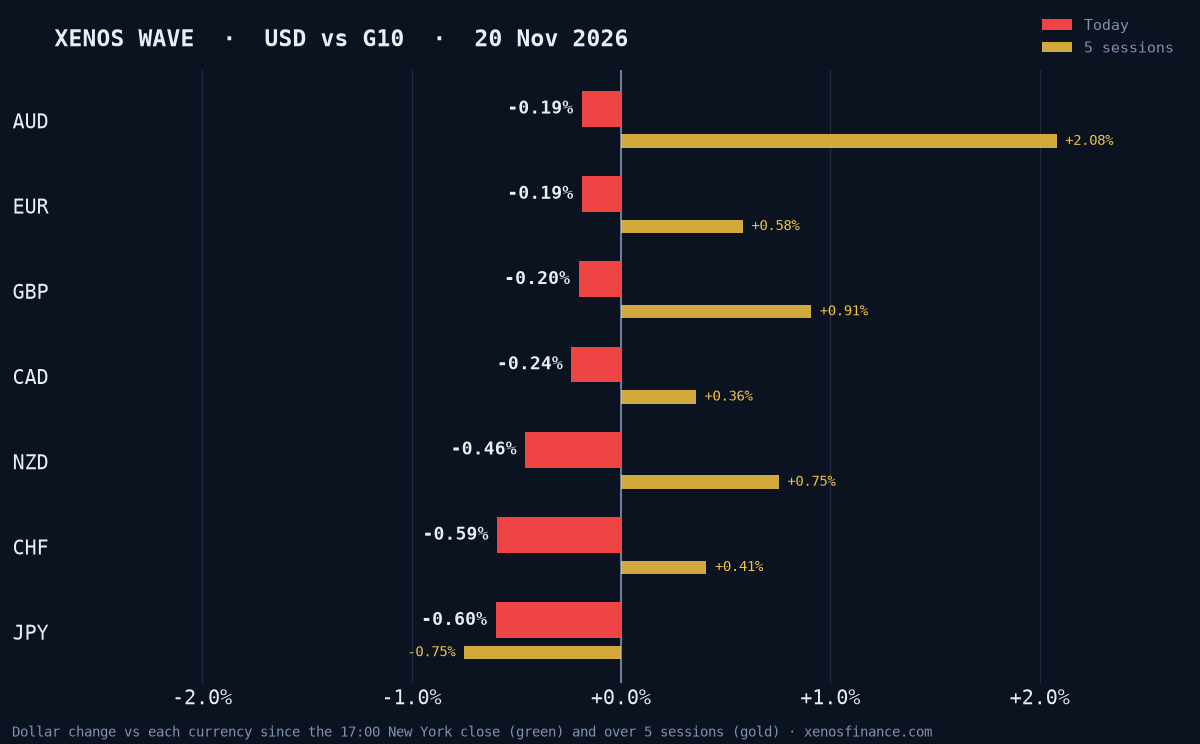 XENOS WAVE · USD vs G10 · 20 Nov 2026
Today
5 sessions
AUD
-0.19%
+2.08%
EUR
-0.19%
+0.58%
GBP
-0.20%
+0.91%
CAD
-0.24%
+0.36%
NZD
-0.46%
+0.75%
CHF
-0.59%
+0.41%
JPY
-0.60%
-0.75%
-2.0% -1.0% +0.0% +1.0% +2.0%
Dollar change vs each currency since the 17:00 New York close (green) and over 5 sessions (gold) · xenosfinance.com